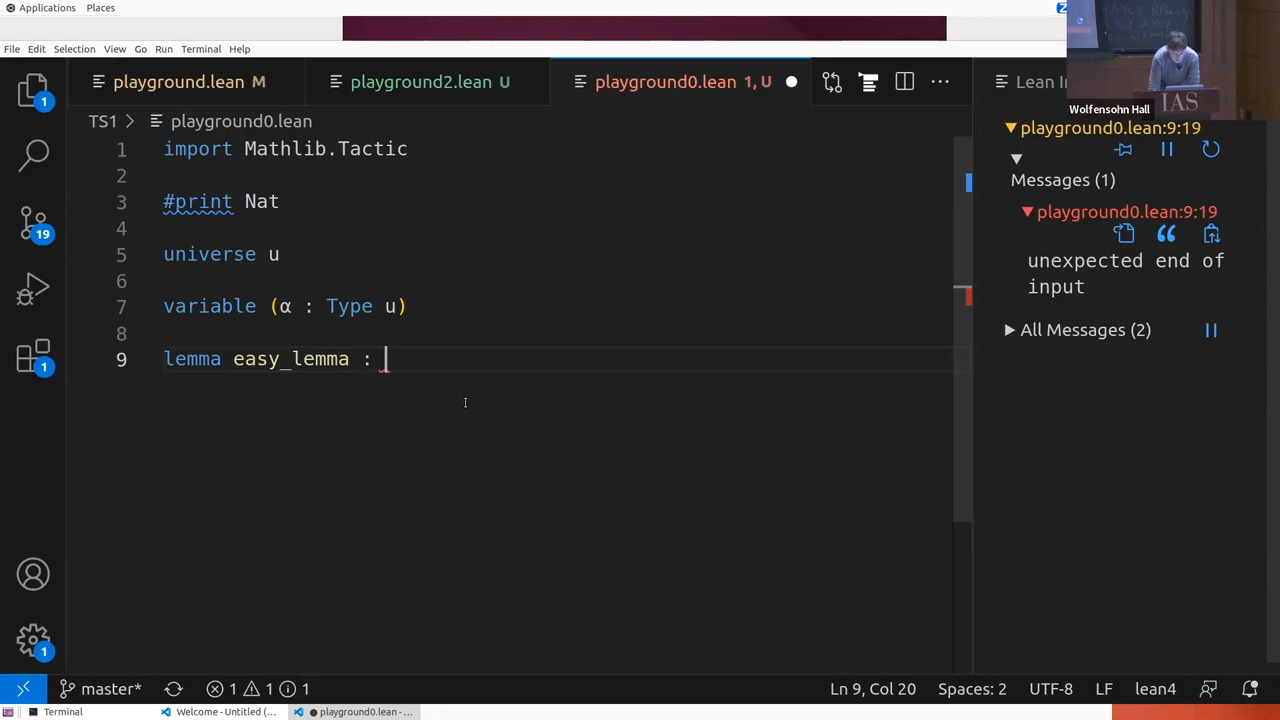 Applications Places
File Edit Selection View Go Run Terminal Help
playground.lean M
playground2.lean U
playground0.lean 1, U
Lean In
Wolfensohn Hall
IAS
TS1 > playground0.lean
1 import Mathlib.Tactic
2
3 #print Nat
4
5 universe u
6
7 variable (α : Type u)
8
9 lemma easy_lemma :
playground0.lean:9:19
Messages (1)
playground0.lean:9:19
unexpected end of
input
All Messages (2)
1
19
1
1
master* 1 1 1 Ln 9, Col 20 Spaces: 2 UTF-8 LF lean4
Terminal Welcome - Untitled (... playground0.lean - ...